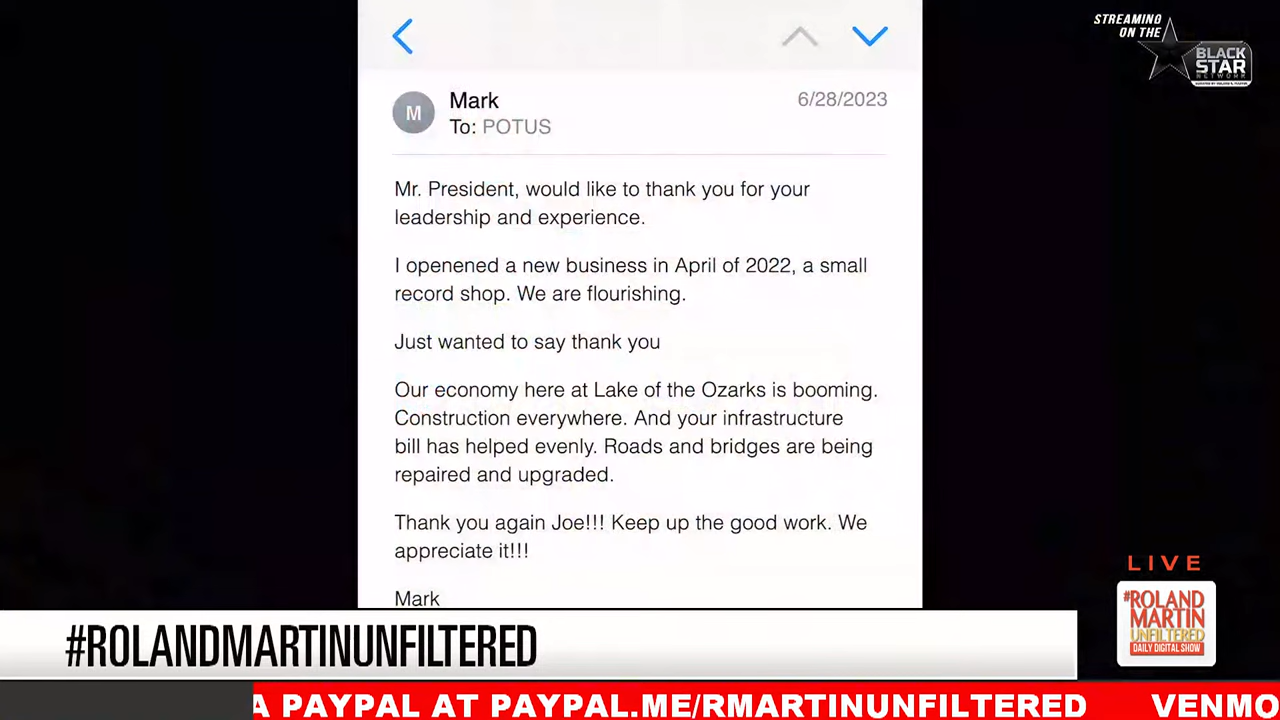 STREAMING
ON THE
BLACK
STAR
NETWORK
M
Mark
6/28/2023
To: POTUS
Mr. President, would like to thank you for your
leadership and experience.
I openened a new business in April of 2022, a small
record shop. We are flourishing.
Just wanted to say thank you
Our economy here at Lake of the Ozarks is booming.
Construction everywhere. And your infrastructure
bill has helped evenly. Roads and bridges are being
repaired and upgraded.
Thank you again Joe!!! Keep up the good work. We
appreciate it!!!
Mark
LIVE
#ROLAND
MARTIN
UNFILTERED
DAILY DIGITAL SHOW
#ROLANDMARTINUNFILTERED
A PAYPAL AT PAYPAL.ME/RMARTINUNFILTERED VENMO